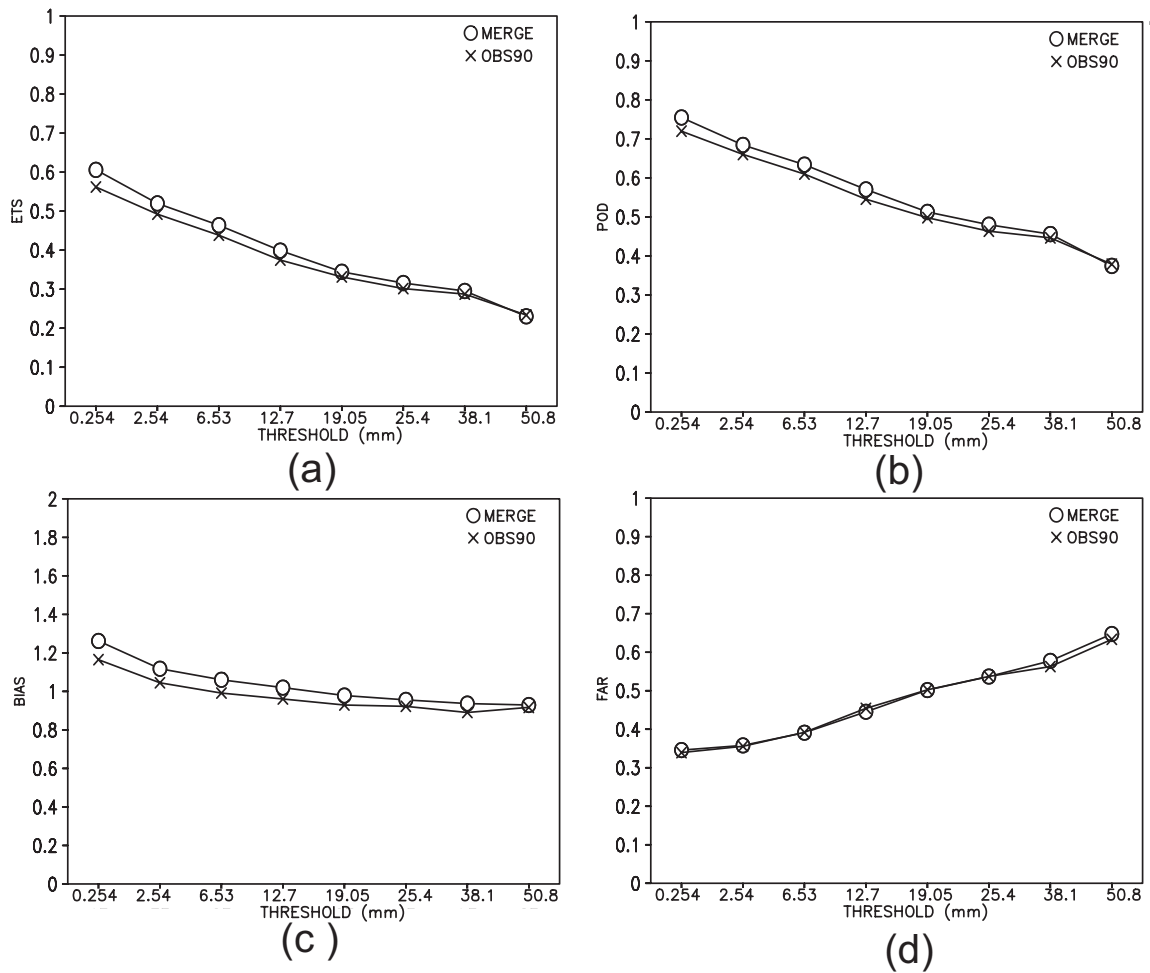 1
0.9
0.8
0.7
0.6
0.5
0.4
0.3
0.2
0.1
0
ETS
○ MERGE
× OBS90
0.254 2.54 6.53 12.7 19.05 25.4 38.1 50.8
THRESHOLD (mm)
(a)
1
0.9
0.8
0.7
0.6
0.5
0.4
0.3
0.2
0.1
0
POD
○ MERGE
× OBS90
0.254 2.54 6.53 12.7 19.05 25.4 38.1 50.8
THRESHOLD (mm)
(b)
2
1.8
1.6
1.4
1.2
1
0.8
0.6
0.4
0.2
0
BIAS
○ MERGE
× OBS90
0.254 2.54 6.53 12.7 19.05 25.4 38.1 50.8
THRESHOLD (mm)
(c )
1
0.9
0.8
0.7
0.6
0.5
0.4
0.3
0.2
0.1
0
FAR
○ MERGE
× OBS90
0.254 2.54 6.53 12.7 19.05 25.4 38.1 50.8
THRESHOLD (mm)
(d)